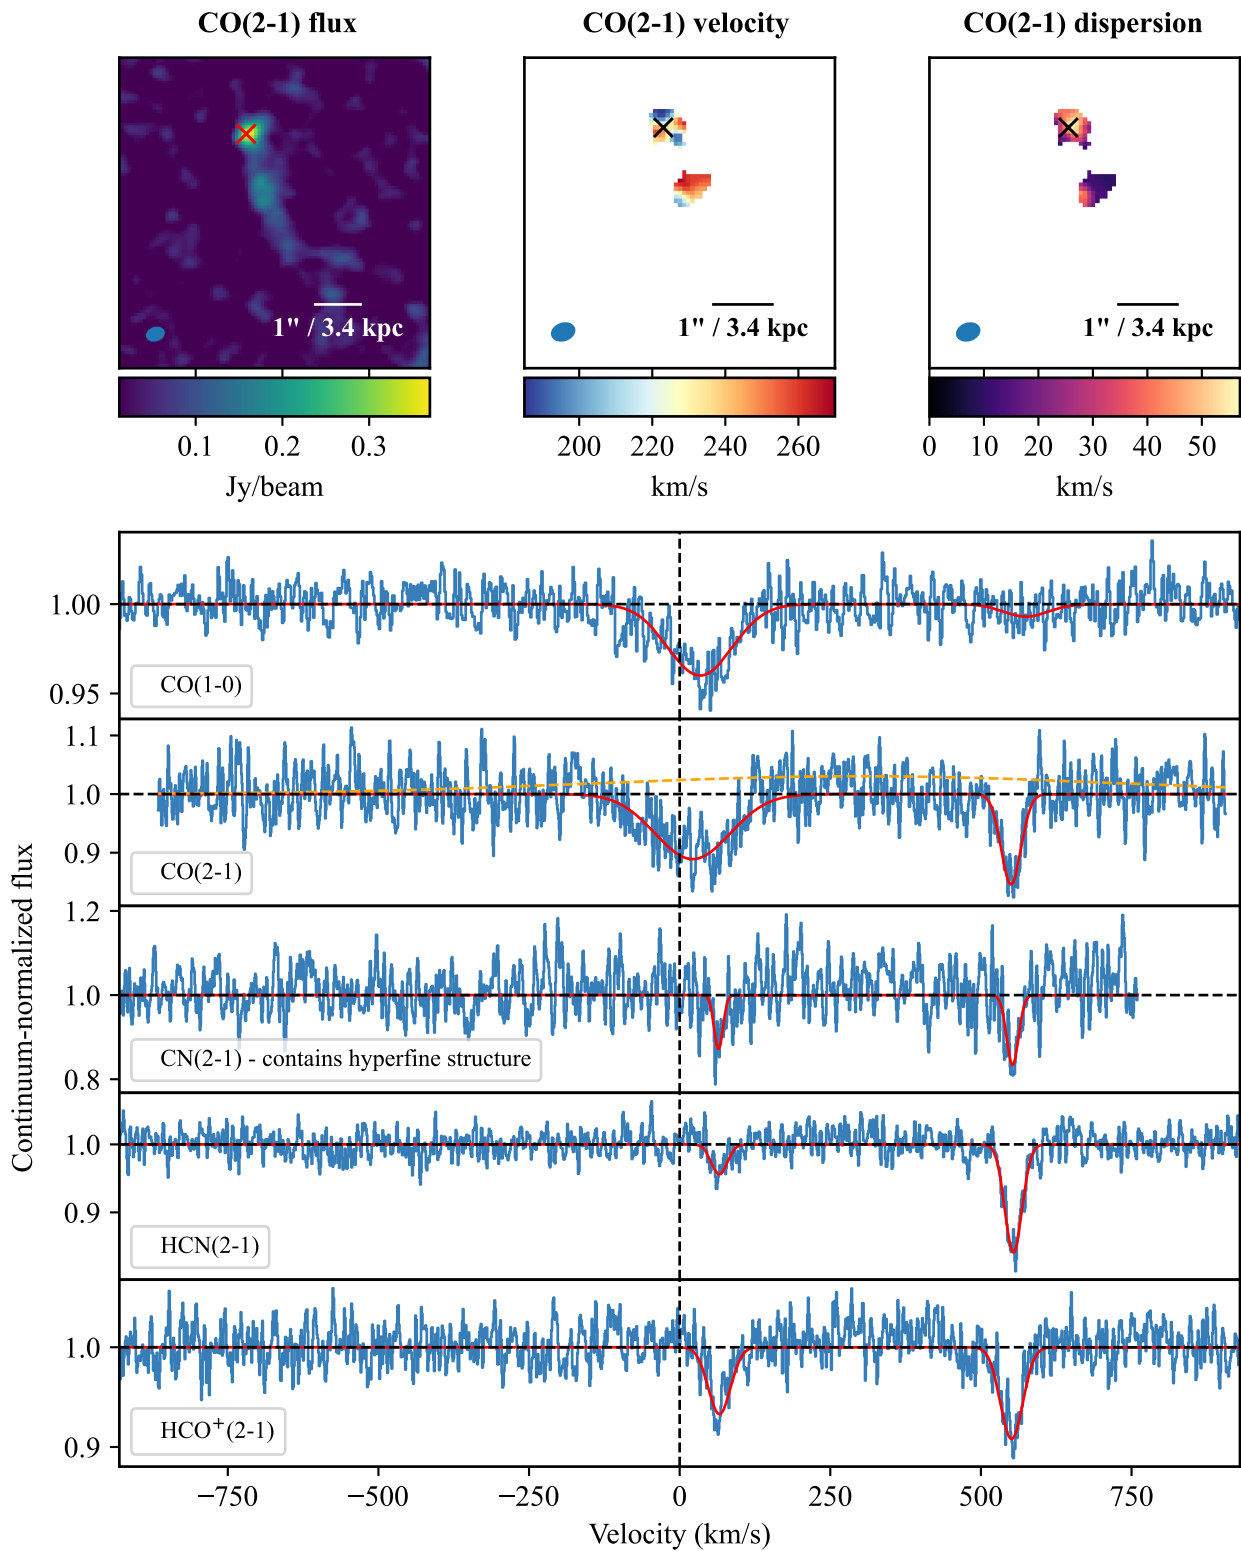 CO(2-1) flux
CO(2-1) velocity
CO(2-1) dispersion
1" / 3.4 kpc
1" / 3.4 kpc
1" / 3.4 kpc
0.1 0.2 0.3
200 220 240 260
0 10 20 30 40 50
Jy/beam
km/s
km/s
1.00
0.95
CO(1-0)
1.1
1.0
0.9
CO(2-1)
1.2
1.0
0.8
CN(2-1) - contains hyperfine structure
1.0
0.9
HCN(2-1)
1.0
0.9
HCO⁺(2-1)
Continuum-normalized flux
−750 −500 −250 0 250 500 750
Velocity (km/s)